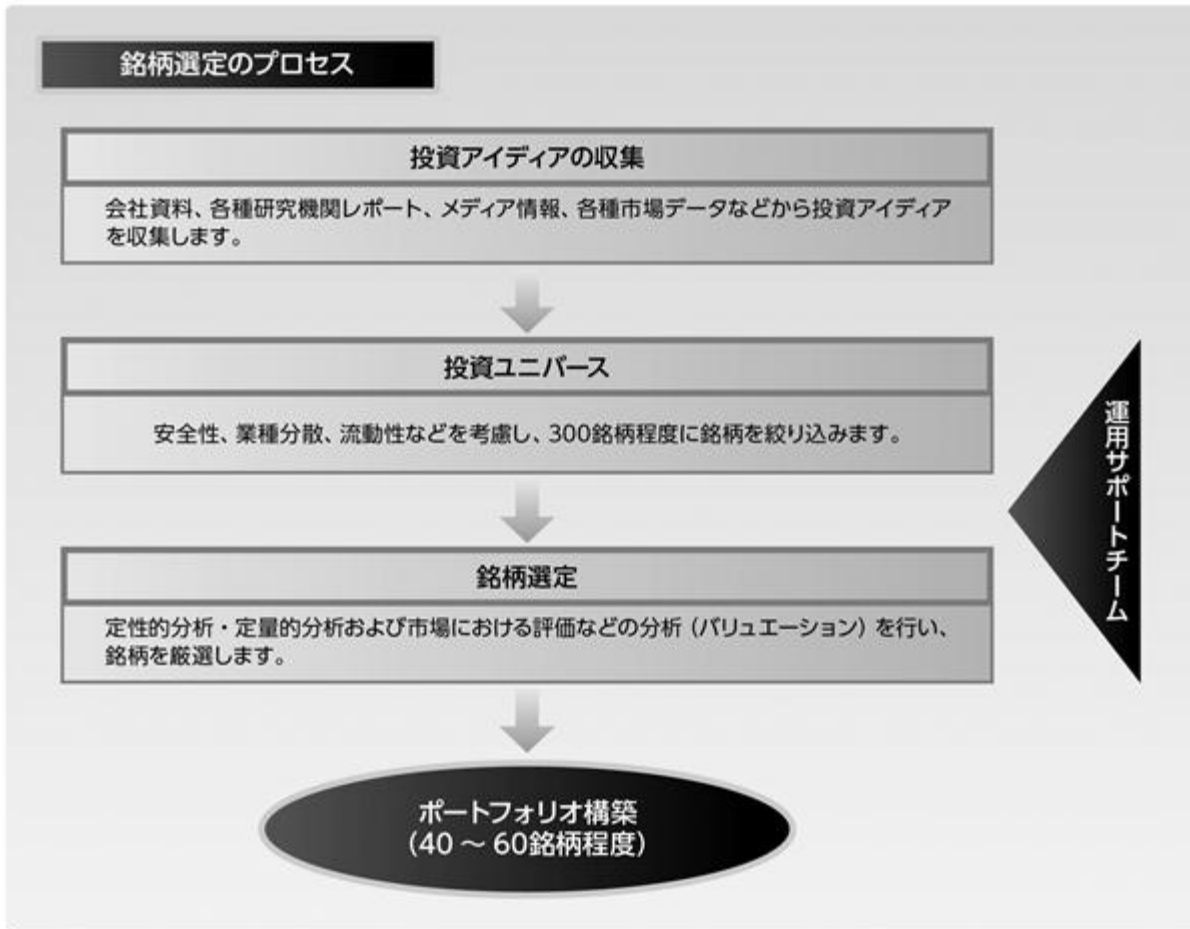 銘柄選定のプロセス
投資アイディアの収集
会社資料、各種研究機関レポート、メディア情報、各種市場データなどから投資アイディア
を収集します。
投資ユニバース
安全性、業種分散、流動性などを考慮し、300銘柄程度に銘柄を絞り込みます。
銘柄選定
定性的分析・定量的分析および市場における評価などの分析（バリュエーション）を行い、
銘柄を厳選します。
運用サポートチーム
ポートフォリオ構築
（40 ～ 60銘柄程度）